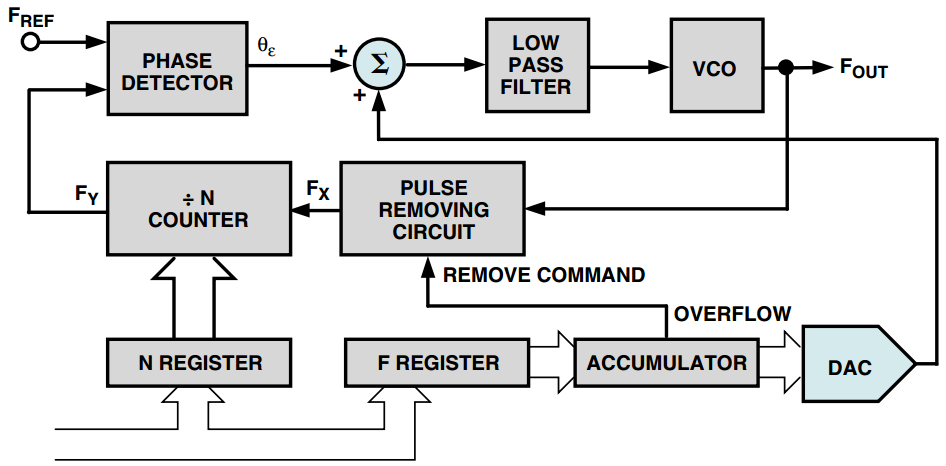 FREF
PHASE
DETECTOR
θε
+
Σ
+
LOW
PASS
FILTER
VCO
FOUT
FY
÷ N
COUNTER
FX
PULSE
REMOVING
CIRCUIT
REMOVE COMMAND
OVERFLOW
N REGISTER
F REGISTER
ACCUMULATOR
DAC